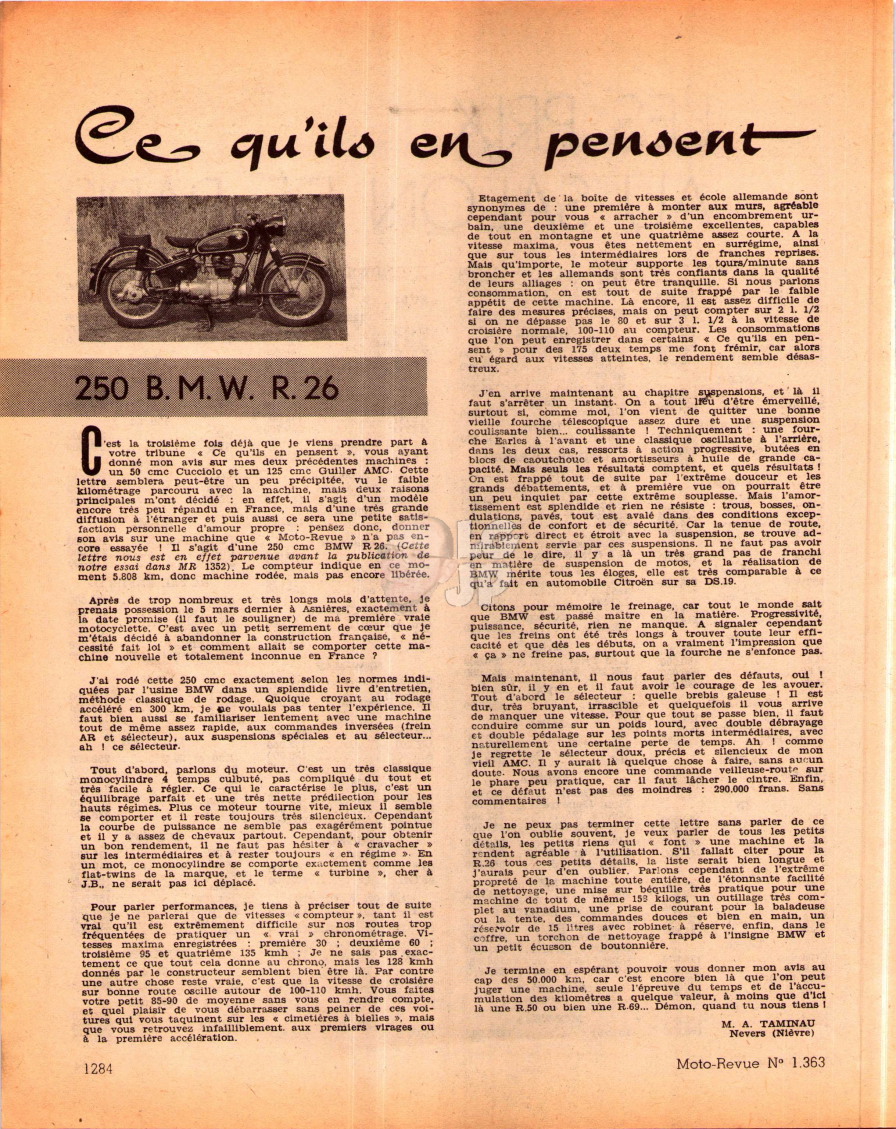 Ce qu'ils en pensent
250 B.M.W. R.26
C'est la troisième fois déjà que je viens prendre part à
votre tribune « Ce qu'ils en pensent », vous ayant
donné mon avis sur mes deux précédentes machines :
un 50 cmc Cucciolo et un 125 cmc Guiller AMC. Cette
lettre semblera peut-être un peu précipitée, vu le faible
kilométrage parcouru avec la machine, mais deux raisons
principales m'ont décidé : en effet, il s'agit d'un modèle
encore très peu répandu en France, mais d'une très grande
diffusion à l'étranger et puis aussi ce sera une petite satis-
faction personnelle d'amour propre : pensez donc, donner
son avis sur une machine que « Moto-Revue » n'a pas en-
core essayée ! Il s'agit d'une 250 cmc BMW R.26. (Cette
lettre nous est en effet parvenue avant la publication de
notre essai dans MR 1352). Le compteur indique en ce mo-
ment 5.808 km, donc machine rodée, mais pas encore libérée.
Après de trop nombreux et très longs mois d'attente, je
prenais possession le 5 mars dernier à Asnières, exactement à
la date promise (il faut le souligner) de ma première vraie
motocyclette. C'est avec un petit serrement de cœur que je
m'étais décidé à abandonner la construction française, « né-
cessité fait loi » et comment allait se comporter cette ma-
chine nouvelle et totalement inconnue en France ?
J'ai rodé cette 250 cmc exactement selon les normes indi-
quées par l'usine BMW dans un splendide livre d'entretien,
méthode classique de rodage. Quoique croyant au rodage
accéléré en 300 km, je ne voulais pas tenter l'expérience. Il
faut bien aussi se familiariser lentement avec une machine
tout de même assez rapide, aux commandes inversées (frein
AR et sélecteur), aux suspensions spéciales et au sélecteur...
ah ! ce sélecteur.
Tout d'abord, parlons du moteur. C'est un très classique
monocylindre 4 temps culbuté, pas compliqué du tout et
très facile à régler. Ce qui le caractérise le plus, c'est un
équilibrage parfait et une très nette prédilection pour les
hauts régimes. Plus ce moteur tourne vite, mieux il semble
se comporter et il reste toujours très silencieux. Cependant
la courbe de puissance ne semble pas exagérément pointue
et il y a assez de chevaux partout. Cependant, pour obtenir
un bon rendement, il ne faut pas hésiter à « cravacher »
sur les intermédiaires et à rester toujours « en régime ». En
un mot, ce monocylindre se comporte exactement comme les
flat-twins de la marque, et le terme « turbine », cher à
J.B., ne serait pas ici déplacé.
Pour parler performances, je tiens à préciser tout de suite
que je ne parlerai que de vitesses « compteur », tant il est
vrai qu'il est extrêmement difficile sur nos routes trop
fréquentées de pratiquer un « vrai » chronométrage. Vi-
tesses maxima enregistrées : première 30 ; deuxième 60 ;
troisième 95 et quatrième 135 kmh ; Je ne sais pas exac-
tement ce que tout cela donne au chrono, mais les 128 kmh
donnés par le constructeur semblent bien être là. Par contre
une autre chose reste vraie, c'est que la vitesse de croisière
sur bonne route oscille autour de 100-110 kmh. Vous faites
votre petit 85-90 de moyenne sans vous en rendre compte,
et quel plaisir de vous débarrasser sans peiner de ces voi-
tures qui vous taquinent sur les « cimetières à bielles », mais
que vous retrouvez infailliblement aux premiers virages ou
à la première accélération.
Etagement de la boîte de vitesses et école allemande sont
synonymes de : une première à monter aux murs, agréable
cependant pour vous « arracher » d'un encombrement ur-
bain, une deuxième et une troisième excellentes, capables
de tout en montagne et une quatrième assez courte. A la
vitesse maxima, vous êtes nettement en surrégime, ainsi
que sur tous les intermédiaires lors de franches reprises.
Mais qu'importe, le moteur supporte les tours/minute sans
broncher et les allemands sont très confiants dans la qualité
de leurs alliages : on peut être tranquille. Si nous parlons
consommation, on est tout de suite frappé par le faible
appétit de cette machine. Là encore, il est assez difficile de
faire des mesures précises, mais on peut compter sur 2 l. 1/2
si on ne dépasse pas le 80 et sur 3 l. 1/2 à la vitesse de
croisière normale, 100-110 au compteur. Les consommations
que l'on peut enregistrer dans certains « Ce qu'ils en pen-
sent » pour des 175 deux temps me font frémir, car alors
eu égard aux vitesses atteintes, le rendement semble désas-
treux.
J'en arrive maintenant au chapitre suspensions, et là il
faut s'arrêter un instant. On a tout lieu d'être émerveillé,
surtout si, comme moi, l'on vient de quitter une bonne
vieille fourche télescopique assez dure et une suspension
coulissante bien... coulissante ! Techniquement : une four-
che Earles à l'avant et une classique oscillante à l'arrière,
dans les deux cas, ressorts à action progressive, butées en
blocs de caoutchouc et amortisseurs à huile de grande ca-
pacité. Mais seuls les résultats comptent, et quels résultats !
On est frappé tout de suite par l'extrême douceur et les
grands débattements, et à première vue on pourrait être
un peu inquiet par cette extrême souplesse. Mais l'amor-
tissement est splendide et rien ne résiste : trous, bosses, on-
dulations, pavés, tout est avalé dans des conditions excep-
tionnelles de confort et de sécurité. Car la tenue de route,
en rapport direct et étroit avec la suspension, se trouve ad-
mirablement servie par ces suspensions. Il ne faut pas avoir
peur de le dire, il y a là un très grand pas de franchi
en matière de suspension de motos, et la réalisation de
BMW mérite tous les éloges, elle est très comparable à ce
qu'a fait en automobile Citroën sur sa DS.19.
Citons pour mémoire le freinage, car tout le monde sait
que BMW est passé maître en la matière. Progressivité,
puissance, sécurité, rien ne manque. A signaler cependant
que les freins ont été très longs à trouver toute leur effi-
cacité et que dès les débuts, on a vraiment l'impression que
« ça » ne freine pas, surtout que la fourche ne s'enfonce pas.
Mais maintenant, il nous faut parler des défauts, oui !
bien sûr, il y en et il faut avoir le courage de les avouer.
Tout d'abord le sélecteur : quelle brebis galeuse ! Il est
dur, très bruyant, irrascible et quelquefois il vous arrive
de manquer une vitesse. Pour que tout se passe bien, il faut
conduire comme sur un poids lourd, avec double débrayage
et double pédalage sur les points morts intermédiaires, avec
naturellement une certaine perte de temps. Ah ! comme
je regrette le sélecteur doux, précis et silencieux de mon
vieil AMC. Il y aurait là quelque chose à faire, sans aucun
doute. Nous avons encore une commande veilleuse-route sur
le phare peu pratique, car il faut lâcher le cintre. Enfin,
et ce défaut n'est pas des moindres : 290.000 frans. Sans
commentaires !
Je ne peux pas terminer cette lettre sans parler de ce
que l'on oublie souvent, je veux parler de tous les petits
détails, les petits riens qui « font » une machine et la
rendent agréable à l'utilisation. S'il fallait citer pour la
R.26 tous ces petits détails, la liste serait bien longue et
j'aurais peur d'en oublier. Parlons cependant de l'extrême
propreté de la machine toute entière, de l'étonnante facilité
de nettoyage, une mise sur béquille très pratique pour une
machine de tout de même 158 kilogs, un outillage très com-
plet au vanadium, une prise de courant pour la baladeuse
ou la tente, des commandes douces et bien en main, un
réservoir de 15 litres avec robinet à réserve, enfin, dans le
coffre, un torchon de nettoyage frappé à l'insigne BMW et
un petit écusson de boutonnière.
Je termine en espérant pouvoir vous donner mon avis au
cap des 50.000 km, car c'est encore bien là que l'on peut
juger une machine, seule l'épreuve du temps et de l'accu-
mulation des kilomètres a quelque valeur, à moins que d'ici
là une R.50 ou bien une R.69... Démon, quand tu nous tiens !
M. A. TAMINAU
Nevers (Nièvre)
1284
Moto-Revue N° 1.363